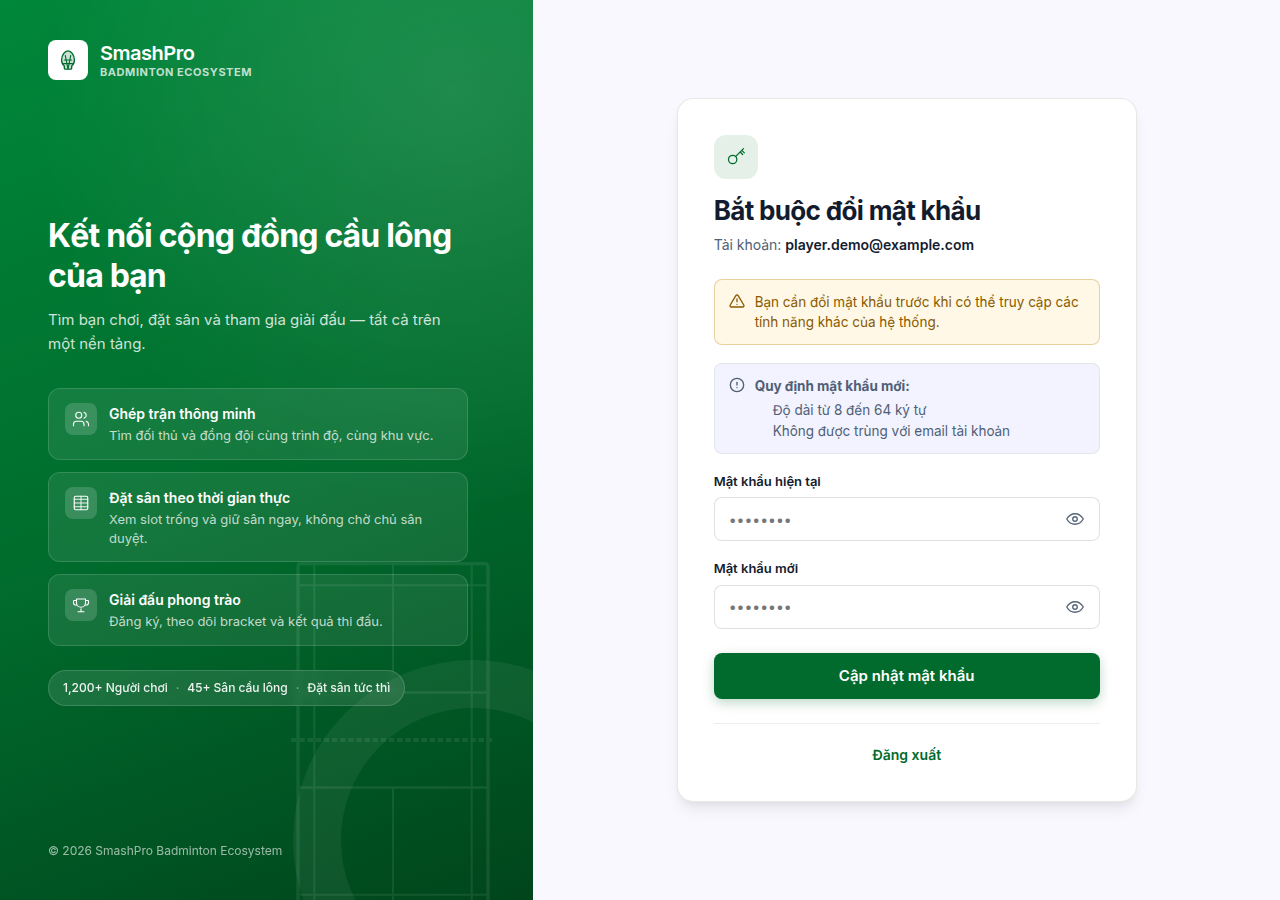 SmashPro
BADMINTON ECOSYSTEM
Kết nối cộng đồng cầu lông
của bạn
Tìm bạn chơi, đặt sân và tham gia giải đấu — tất cả trên
một nền tảng.
Ghép trận thông minh
Tìm đối thủ và đồng đội cùng trình độ, cùng khu vực.
Đặt sân theo thời gian thực
Xem slot trống và giữ sân ngay, không chờ chủ sân
duyệt.
Giải đấu phong trào
Đăng ký, theo dõi bracket và kết quả thi đấu.
1,200+ Người chơi · 45+ Sân cầu lông · Đặt sân tức thì
© 2026 SmashPro Badminton Ecosystem
Bắt buộc đổi mật khẩu
Tài khoản: player.demo@example.com
Bạn cần đổi mật khẩu trước khi có thể truy cập các
tính năng khác của hệ thống.
Quy định mật khẩu mới:
Độ dài từ 8 đến 64 ký tự
Không được trùng với email tài khoản
Mật khẩu hiện tại
••••••••
Mật khẩu mới
••••••••
Cập nhật mật khẩu
Đăng xuất